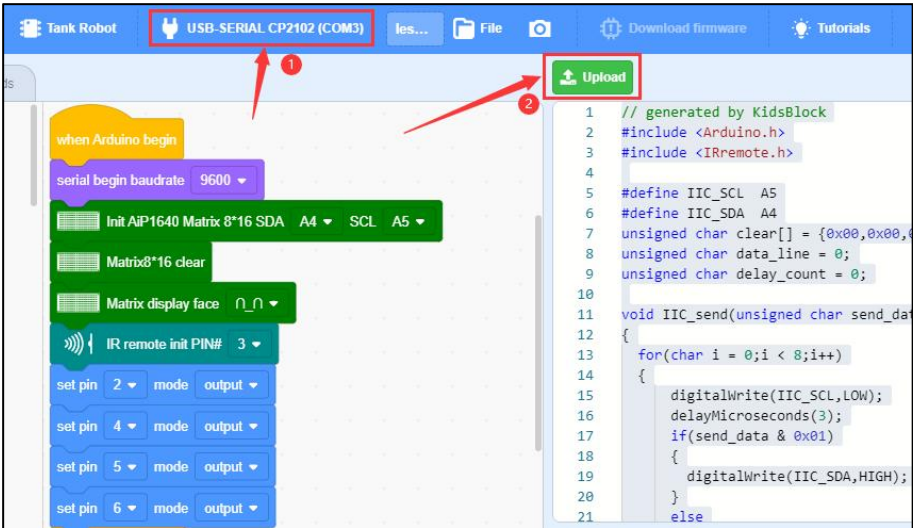 Tank Robot
USB-SERIAL CP2102 (COM3)
les...
File
Download firmware
Tutorials
1
2
Upload
ds
when Arduino begin
serial begin baudrate 9600
Init AiP1640 Matrix 8*16 SDA A4 SCL A5
Matrix8*16 clear
Matrix display face ∩_∩
IR remote init PIN# 3
set pin 2 mode output
set pin 4 mode output
set pin 5 mode output
set pin 6 mode output
1 // generated by KidsBlock
2 #include <Arduino.h>
3 #include <IRremote.h>
4
5 #define IIC_SCL A5
6 #define IIC_SDA A4
7 unsigned char clear[] = {0x00,0x00,0
8 unsigned char data_line = 0;
9 unsigned char delay_count = 0;
10
11 void IIC_send(unsigned char send_dat
12 {
13 for(char i = 0;i < 8;i++)
14 {
15 digitalWrite(IIC_SCL,LOW);
16 delayMicroseconds(3);
17 if(send_data & 0x01)
18 {
19 digitalWrite(IIC_SDA,HIGH);
20 }
21 else